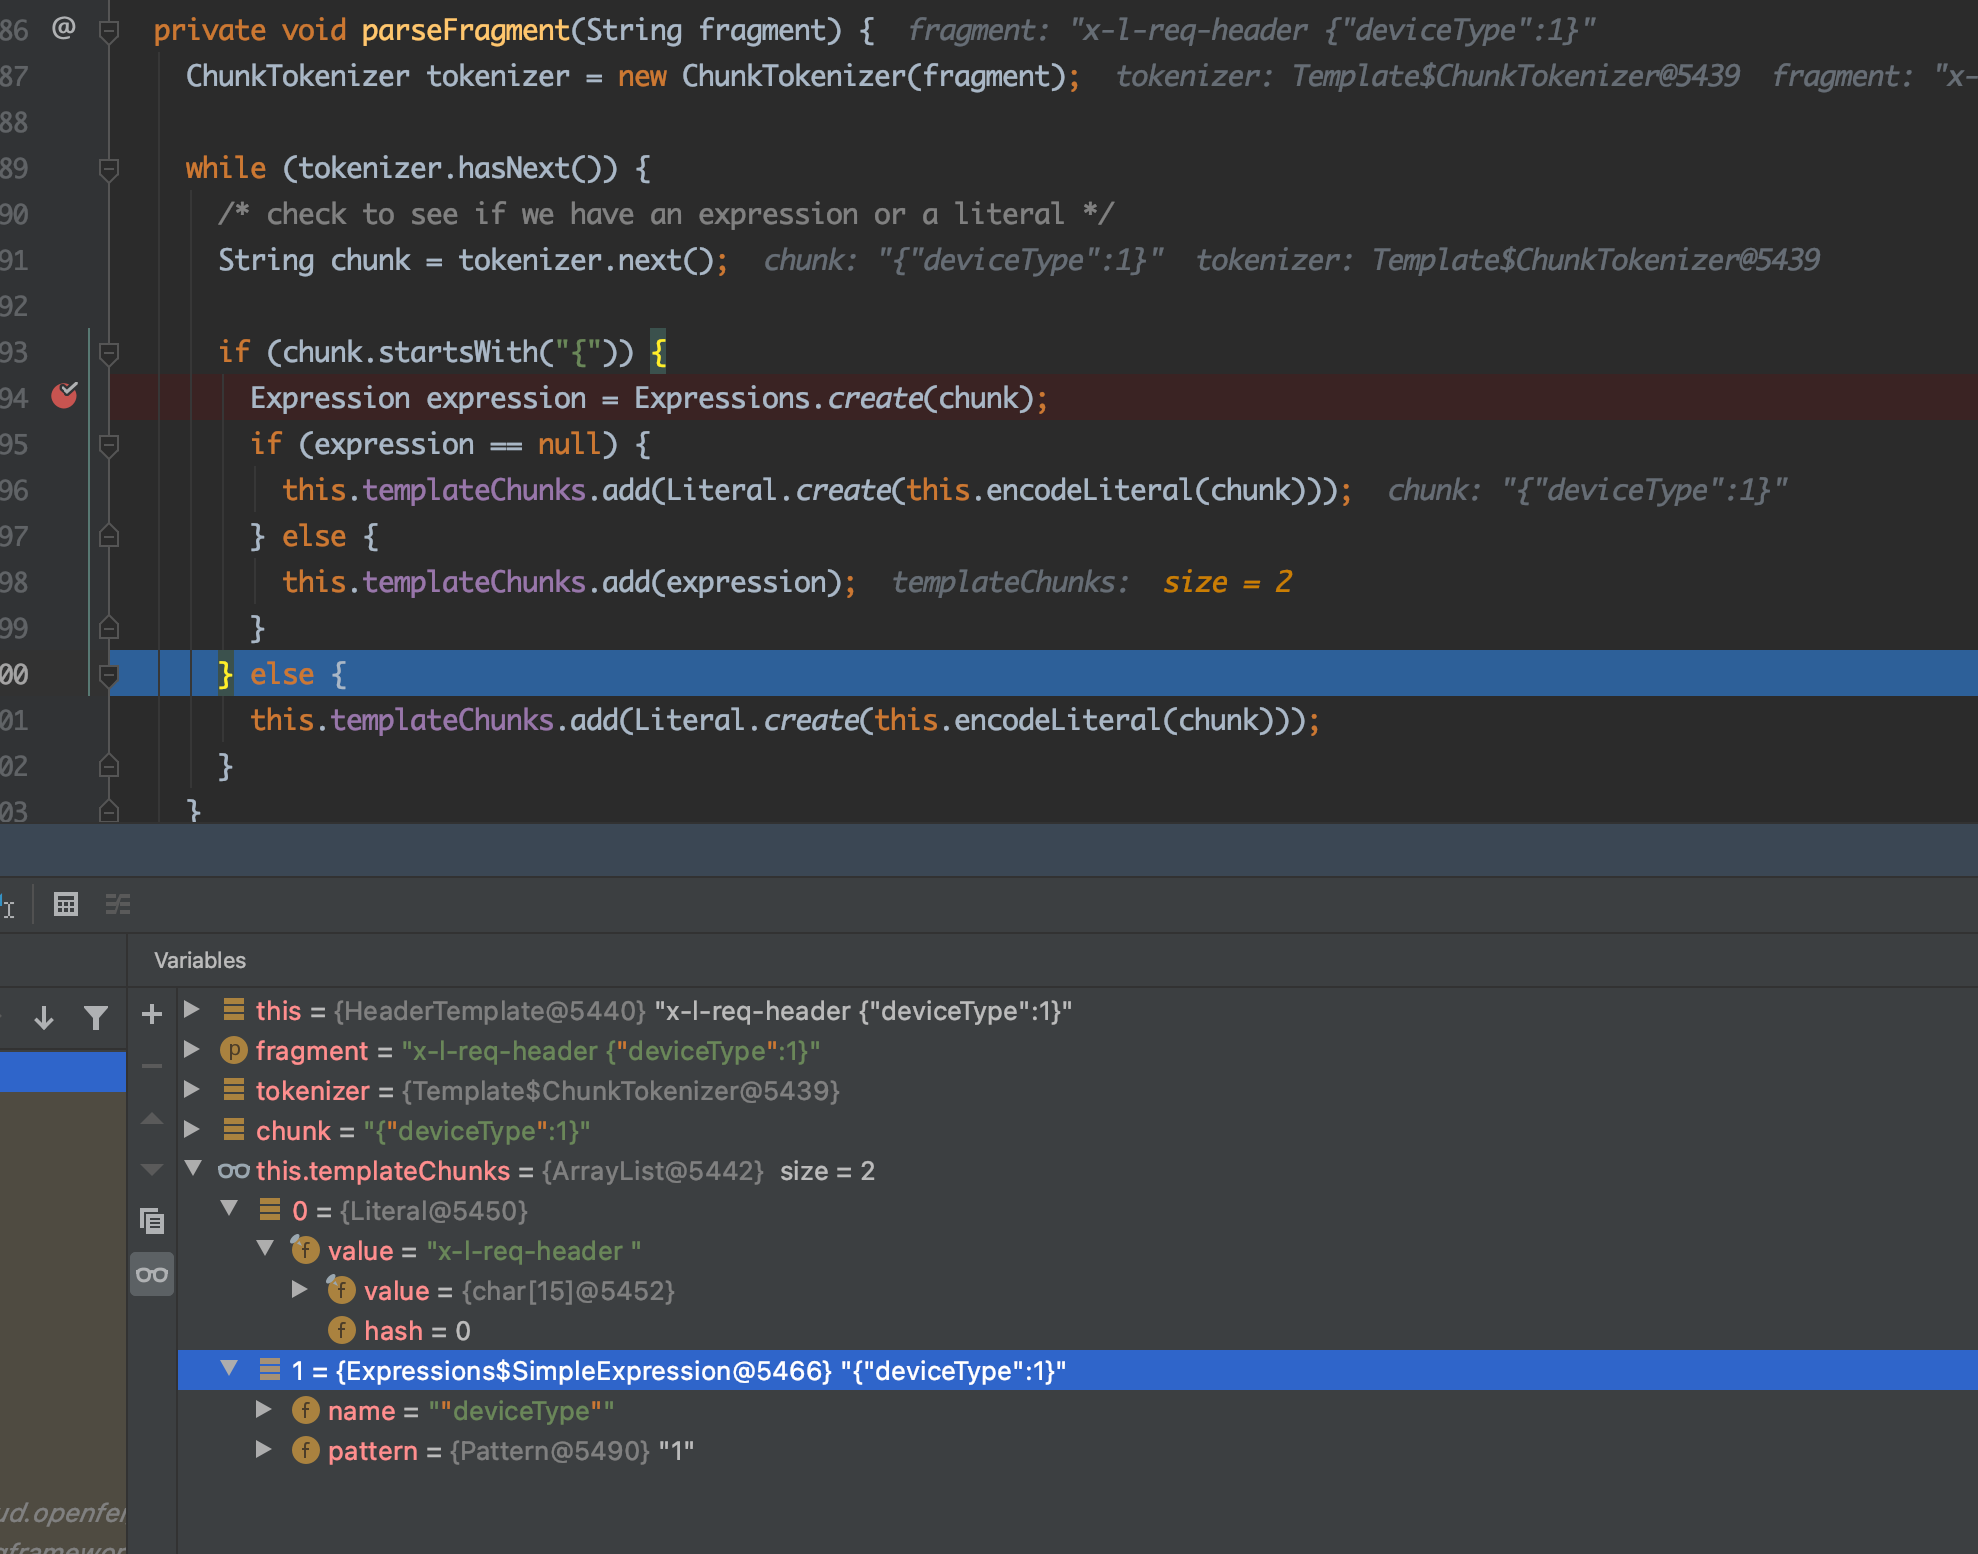 86 @ private void parseFragment(String fragment) { fragment: "x-l-req-header {"deviceType":1}"
87 ChunkTokenizer tokenizer = new ChunkTokenizer(fragment); tokenizer: Template$ChunkTokenizer@5439 fragment: "x-
88
89 while (tokenizer.hasNext()) {
90 /* check to see if we have an expression or a literal */
91 String chunk = tokenizer.next(); chunk: "{"deviceType":1}" tokenizer: Template$ChunkTokenizer@5439
92
93 if (chunk.startsWith("{")) {
94 Expression expression = Expressions.create(chunk);
95 if (expression == null) {
96 this.templateChunks.add(Literal.create(this.encodeLiteral(chunk))); chunk: "{"deviceType":1}"
97 } else {
98 this.templateChunks.add(expression); templateChunks: size = 2
99 }
00 } else {
01 this.templateChunks.add(Literal.create(this.encodeLiteral(chunk)));
02 }
03 }
Variables
this = {HeaderTemplate@5440} "x-l-req-header {"deviceType":1}"
p fragment = "x-l-req-header {"deviceType":1}"
tokenizer = {Template$ChunkTokenizer@5439}
chunk = "{"deviceType":1}"
this.templateChunks = {ArrayList@5442} size = 2
0 = {Literal@5450}
f value = "x-l-req-header "
f value = {char[15]@5452}
f hash = 0
1 = {Expressions$SimpleExpression@5466} "{"deviceType":1}"
f name = ""deviceType""
f pattern = {Pattern@5490} "1"
ud.openfei
gframewor